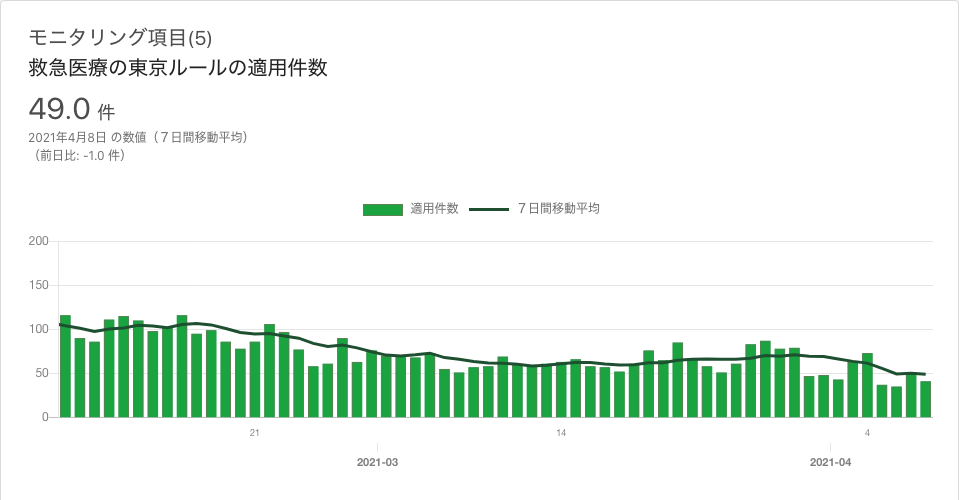 モニタリング項目(5)
救急医療の東京ルールの適用件数
49.0 件
2021年4月8日 の数値（７日間移動平均）
（前日比: -1.0 件）
適用件数 ７日間移動平均
200
150
100
50
0
21 14 4
2021-03 2021-04